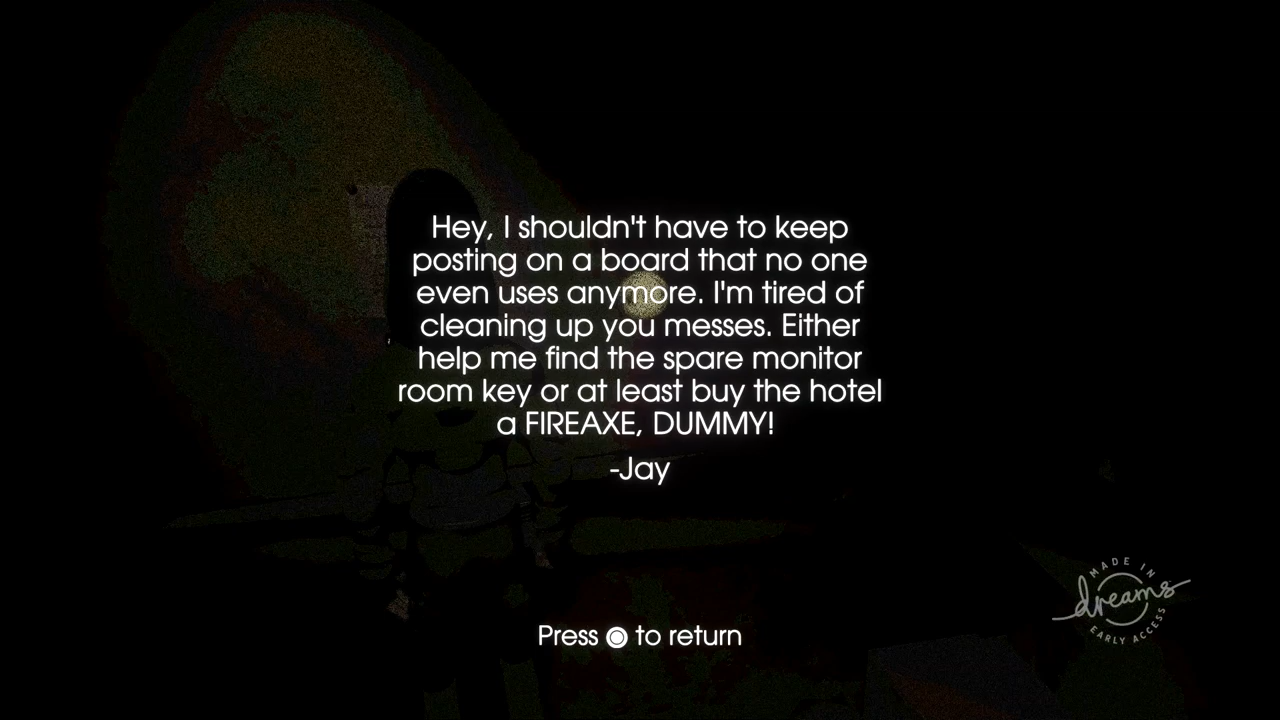 Hey, I shouldn't have to keep
posting on a board that no one
even uses anymore. I'm tired of
cleaning up you messes. Either
help me find the spare monitor
room key or at least buy the hotel
a FIREAXE, DUMMY!
-Jay
MADE IN
dreams
EARLY ACCESS
Press to return